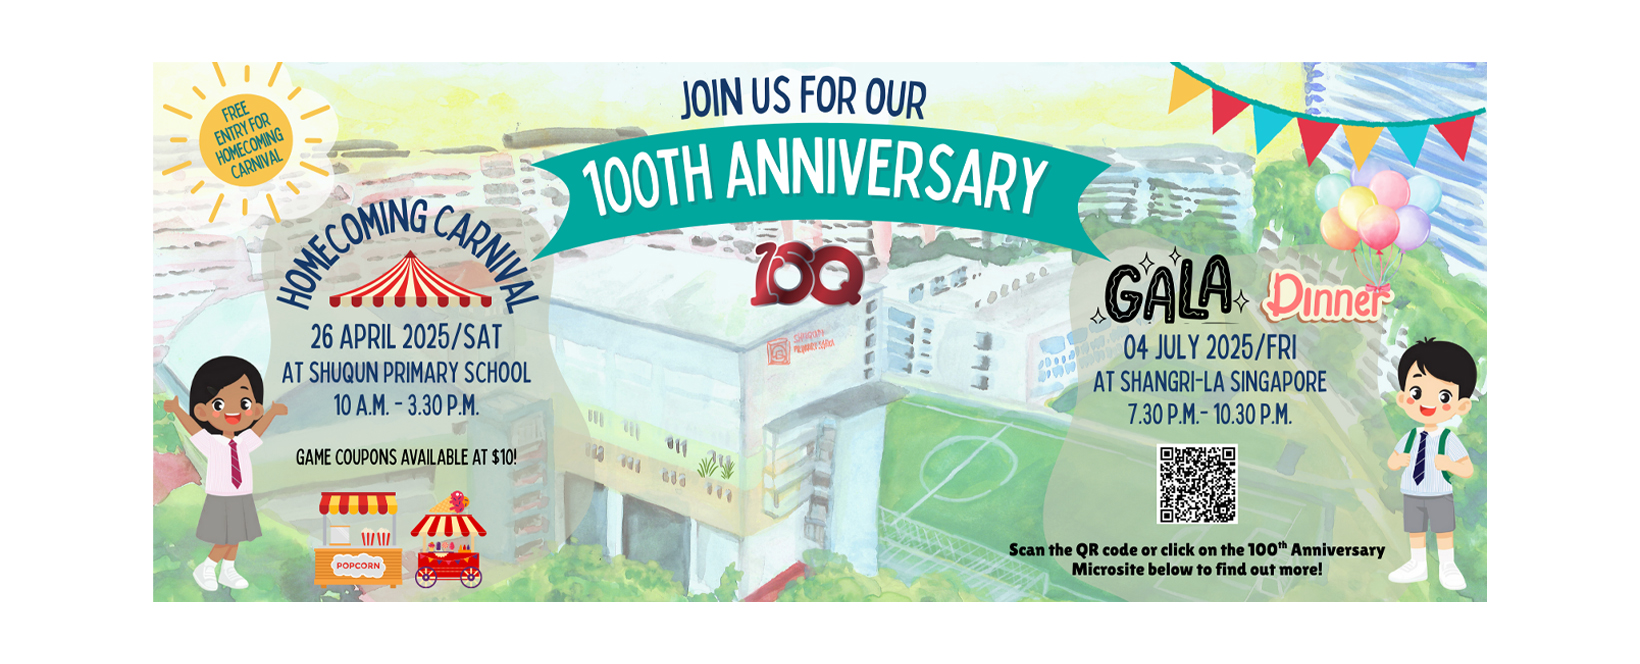 JOIN US FOR OUR
100TH ANNIVERSARY
FREE
ENTRY FOR
HOMECOMING
CARNIVAL
HOMECOMING CARNIVAL
26 APRIL 2025/SAT
AT SHUQUN PRIMARY SCHOOL
10 A.M. - 3.30 P.M.
GAME COUPONS AVAILABLE AT $10!
POPCORN
100
SHUQUN
PRIMARY SCHOOL
GALA Dinner
04 JULY 2025/FRI
AT SHANGRI-LA SINGAPORE
7.30 P.M.- 10.30 P.M.
Scan the QR code or click on the 100th Anniversary
Microsite below to find out more!